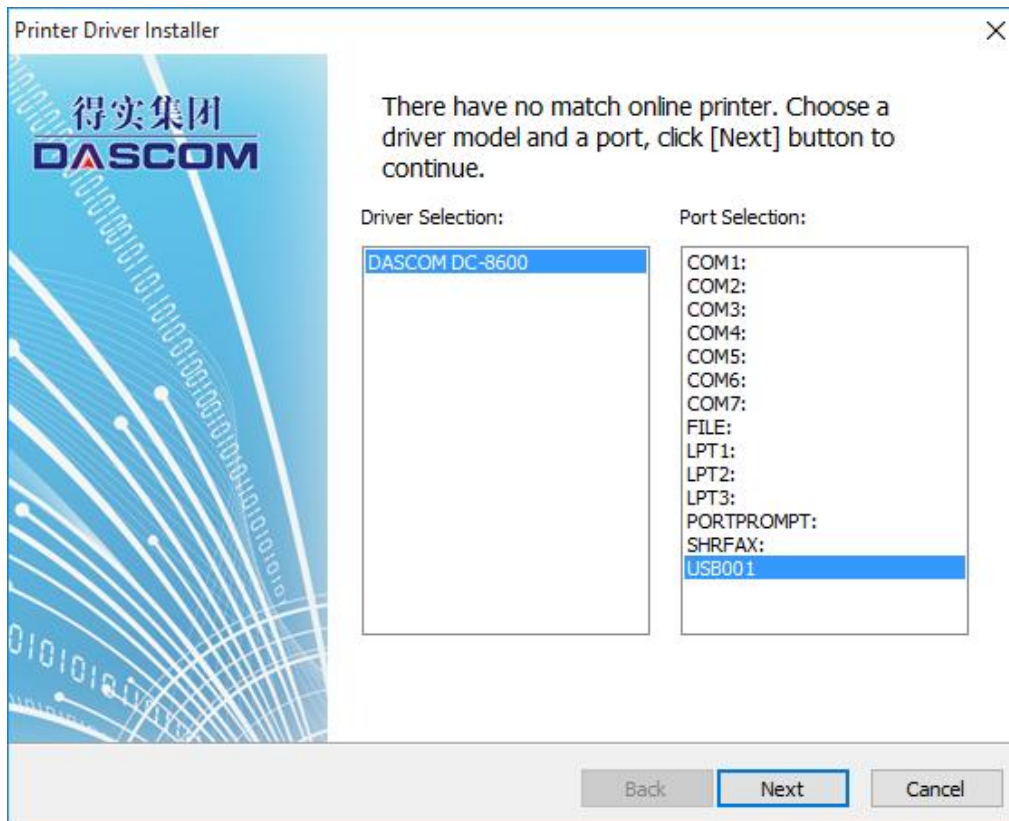 Printer Driver Installer
得实集团
DASCOM
There have no match online printer. Choose a
driver model and a port, click [Next] button to
continue.
Driver Selection:
Port Selection:
DASCOM DC-8600
COM1:
COM2:
COM3:
COM4:
COM5:
COM6:
COM7:
FILE:
LPT1:
LPT2:
LPT3:
PORTPROMPT:
SHRFAX:
USB001
Back
Next
Cancel